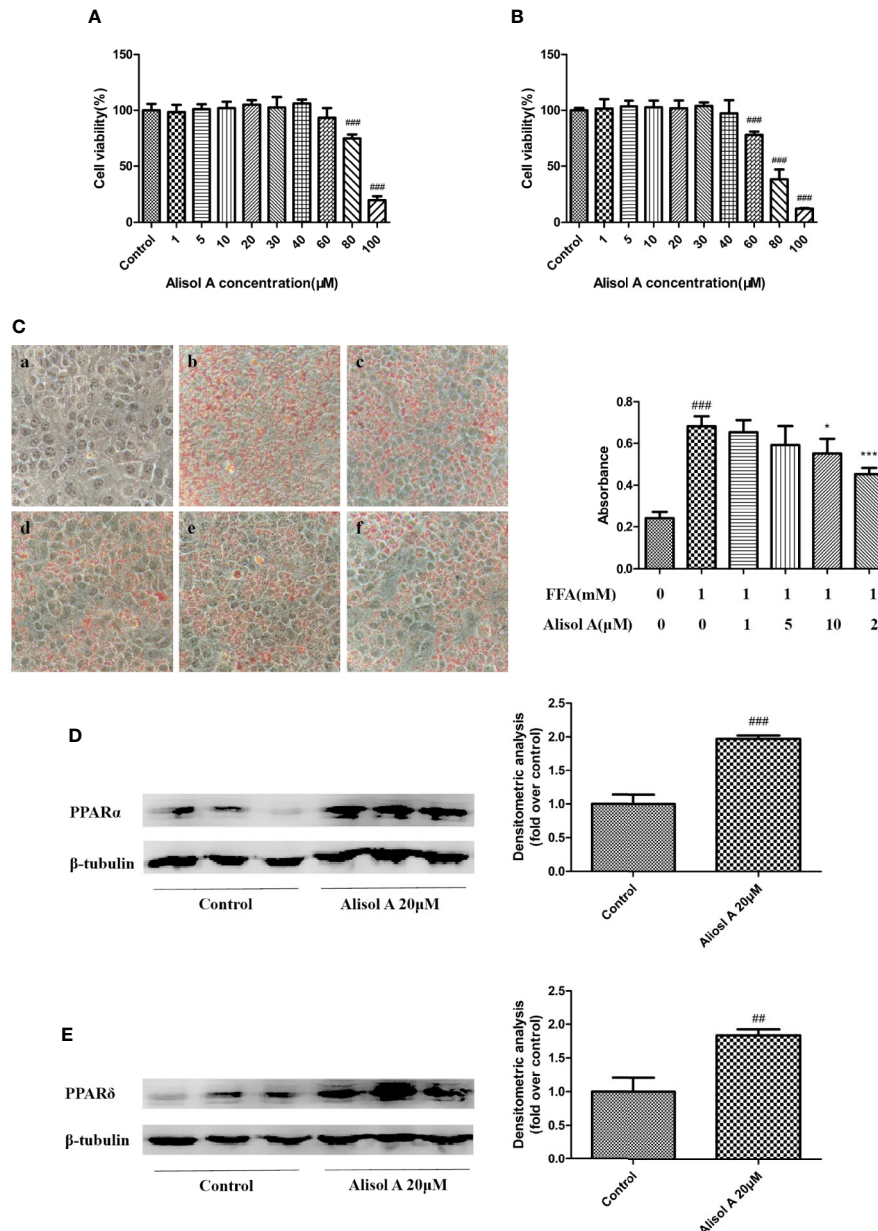 A
B
150
100
50
0
Cell viability(%)
###
###
Control
1
5
10
20
30
40
60
80
100
Alisol A concentration(µM)
150
100
50
0
Cell viability(%)
###
###
###
Control
1
5
10
20
30
40
60
80
100
Alisol A concentration(µM)
C
a
b
c
d
e
f
0.8
0.6
0.4
0.2
0.0
Absorbance
###
*
***
FFA(mM) 0 1 1 1 1 1
Alisol A(µM) 0 0 1 5 10 2
D
PPARα
β-tubulin
Control
Alisol A 20µM
2.5
2.0
1.5
1.0
0.5
0.0
Densitometric analysis
(fold over control)
###
Control
Aliosl A 20µM
E
PPARδ
β-tubulin
Control
Alisol A 20µM
2.5
2.0
1.5
1.0
0.5
0.0
Densitometric analysis
(fold over control)
##
Control
Alisol A 20µM